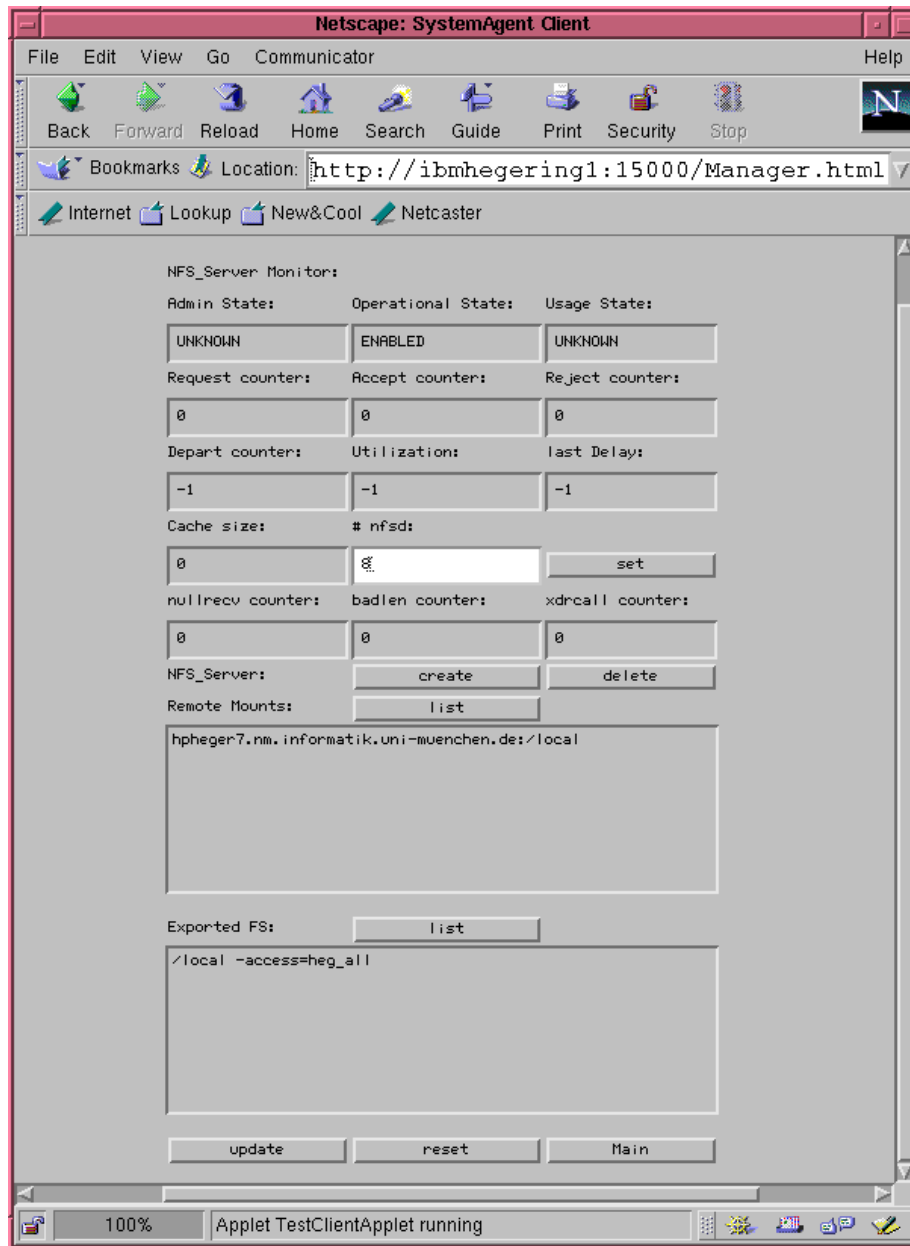 Netscape: SystemAgent Client
File Edit View Go Communicator Help
Back Forward Reload Home Search Guide Print Security Stop
N
Bookmarks Location: http://ibmhegering1:15000/Manager.html
Internet Lookup New&Cool Netcaster
NFS_Server Monitor:
Admin State: Operational State: Usage State:
UNKNOWN ENABLED UNKNOWN
Request counter: Accept counter: Reject counter:
0 0 0
Depart counter: Utilization: last Delay:
-1 -1 -1
Cache size: # nfsd:
0 8 set
nullrecv counter: badlen counter: xdrcall counter:
0 0 0
NFS_Server: create delete
Remote Mounts: list
hpheger7.nm.informatik.uni-muenchen.de:/local
Exported FS: list
/local -access=heg_all
update reset Main
100% Applet TestClientApplet running